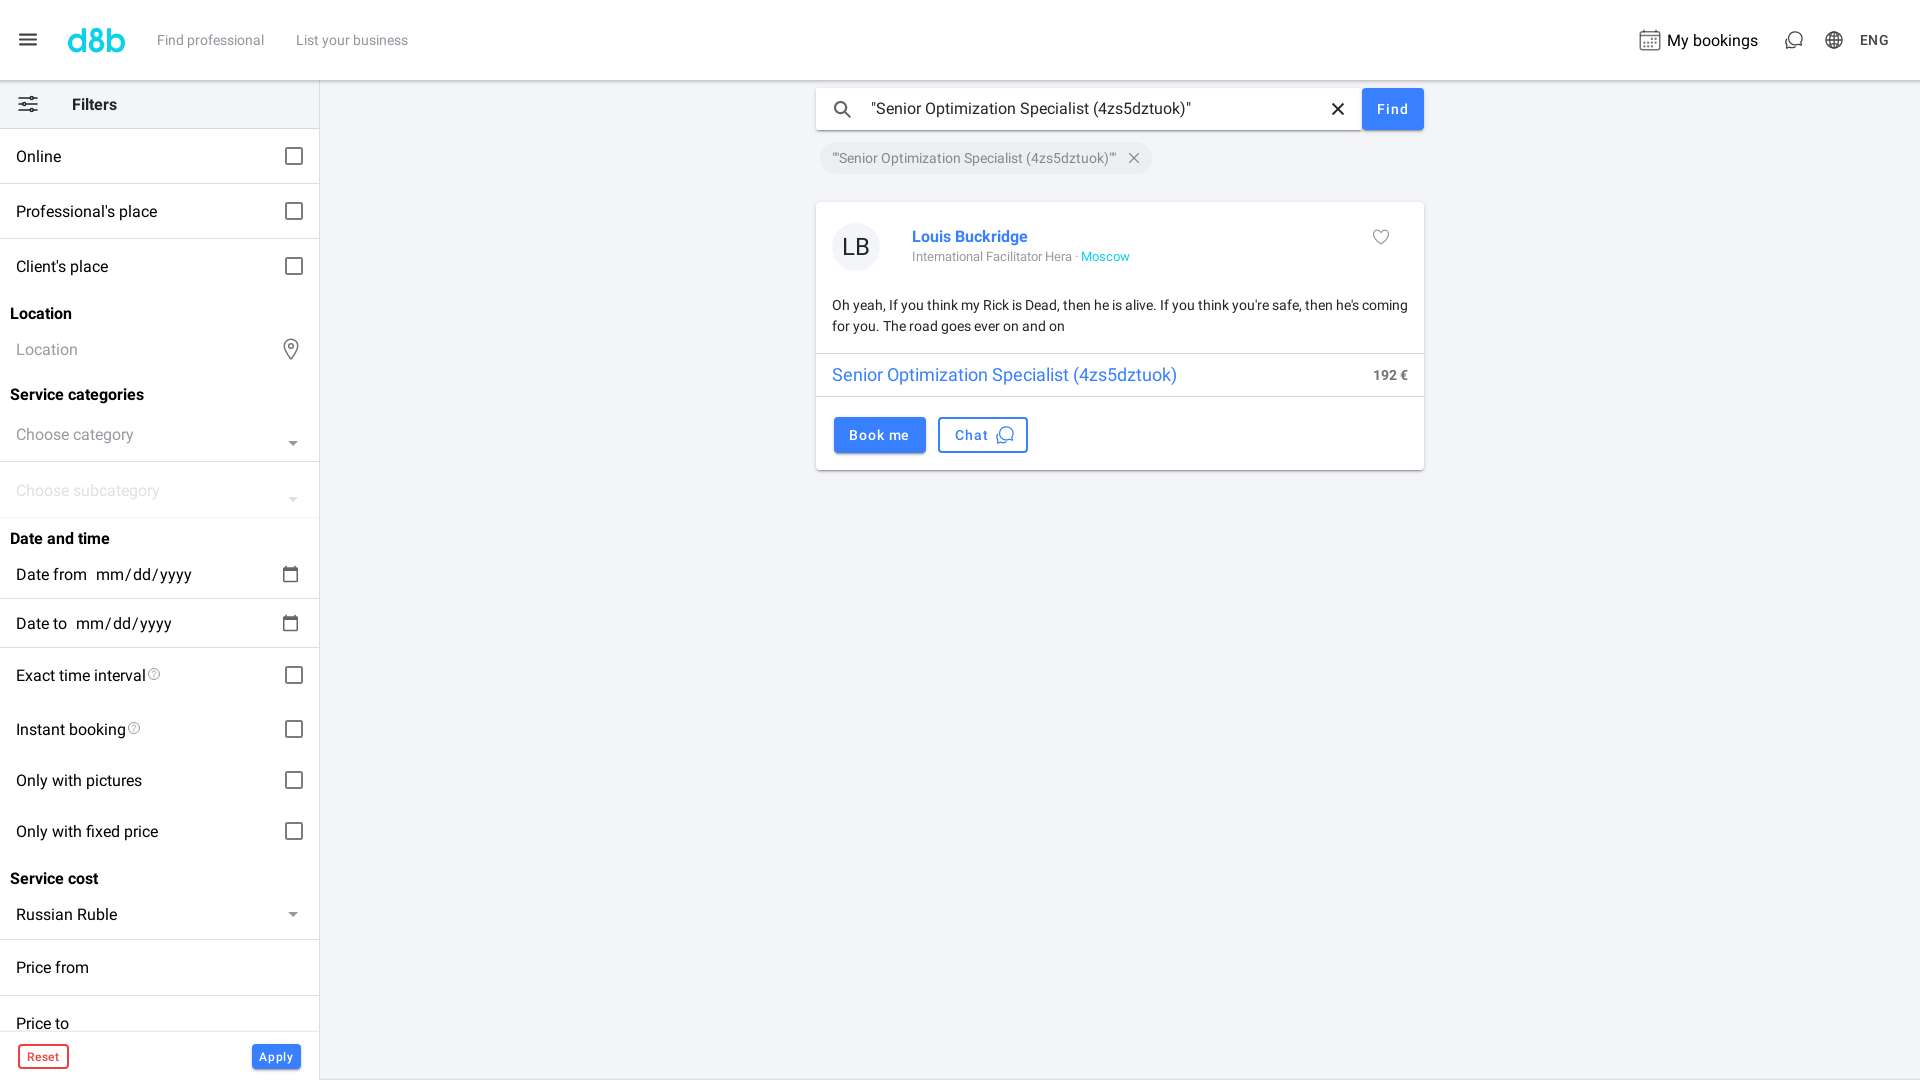 d8b
Find professional
List your business
My bookings
ENG
Filters
Online
Professional's place
Client's place
Location
Location
Service categories
Choose category
Choose subcategory
Date and time
Date from mm/dd/yyyy
Date to mm/dd/yyyy
Exact time interval
Instant booking
Only with pictures
Only with fixed price
Service cost
Russian Ruble
Price from
Price to
Reset
Apply
"Senior Optimization Specialist (4zs5dztuok)"
Find
""Senior Optimization Specialist (4zs5dztuok)""
LB
Louis Buckridge
International Facilitator Hera · Moscow
Oh yeah, If you think my Rick is Dead, then he is alive. If you think you're safe, then he's coming
for you. The road goes ever on and on
Senior Optimization Specialist (4zs5dztuok)
192 €
Book me
Chat